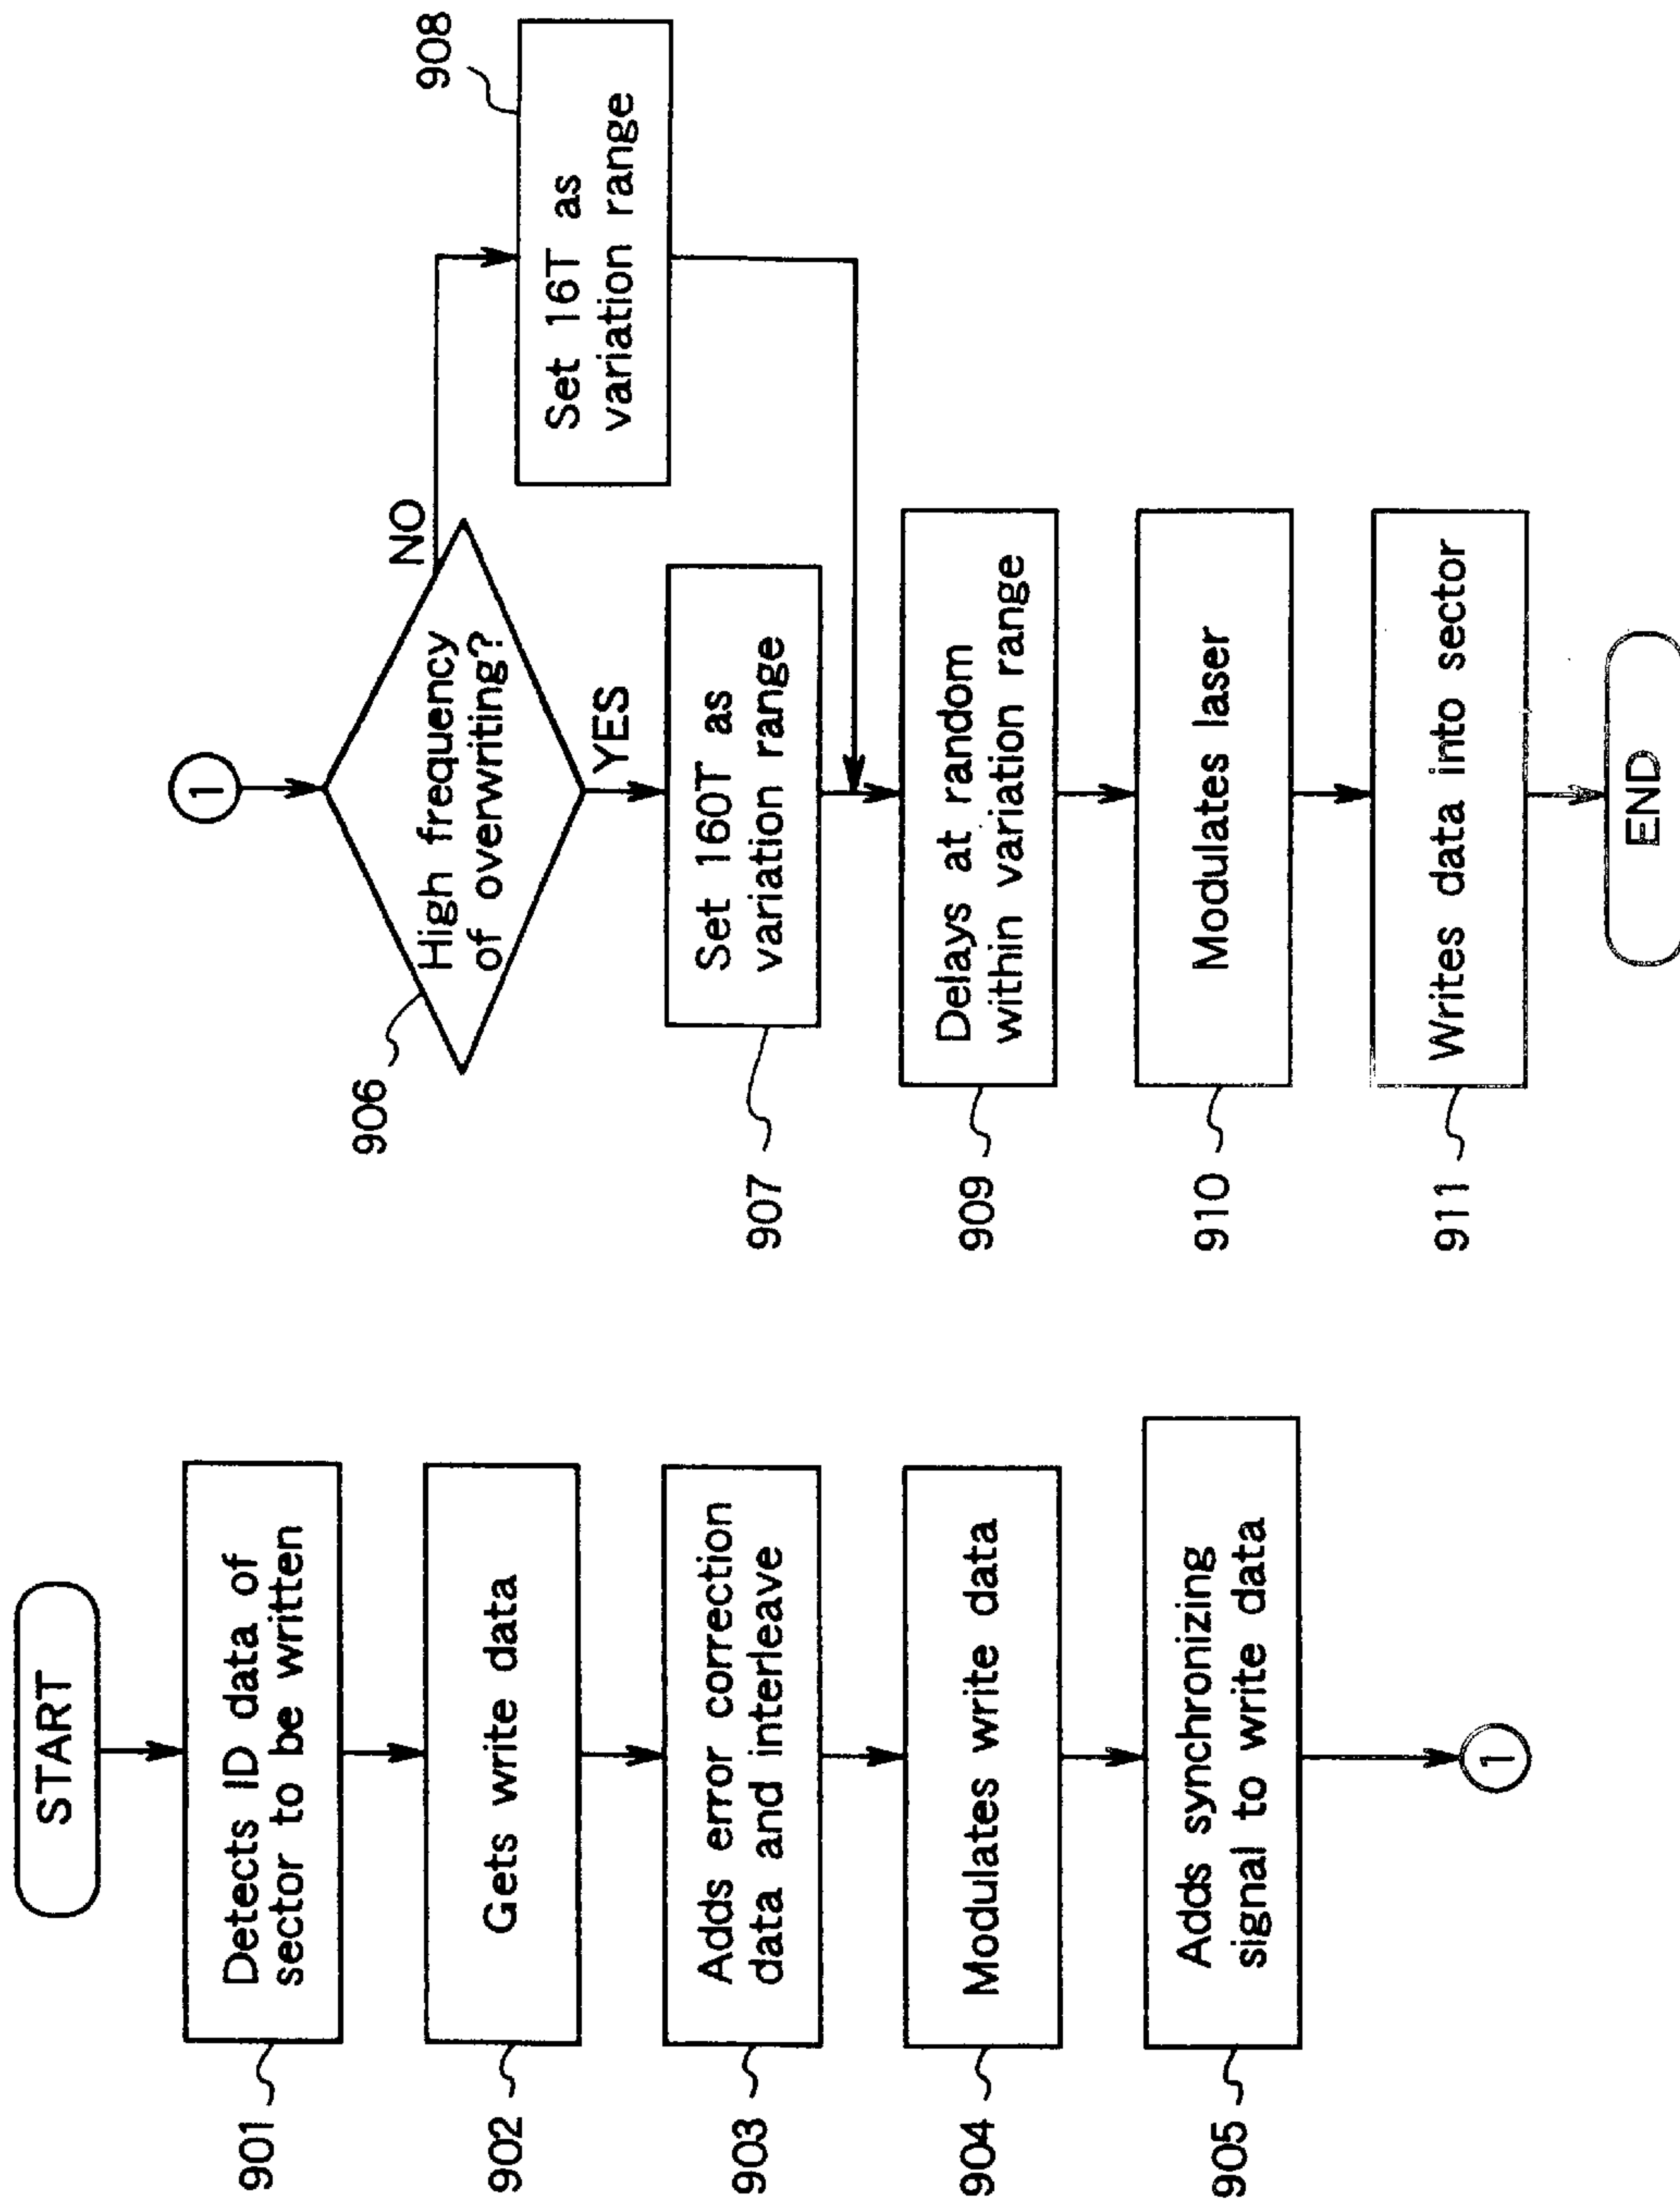 START
901
Detects ID data of
sector to be written
902
Gets write data
903
Adds error correction
data and interleave
904
Modulates write data
905
Adds synchronizing
signal to write data
1
1
906
High frequency
of overwriting?
NO
YES
908
Set 16T as
variation range
907
Set 160T as
variation range
909
Delays at random
within variation range
910
Modulates laser
911
Writes data into sector
END